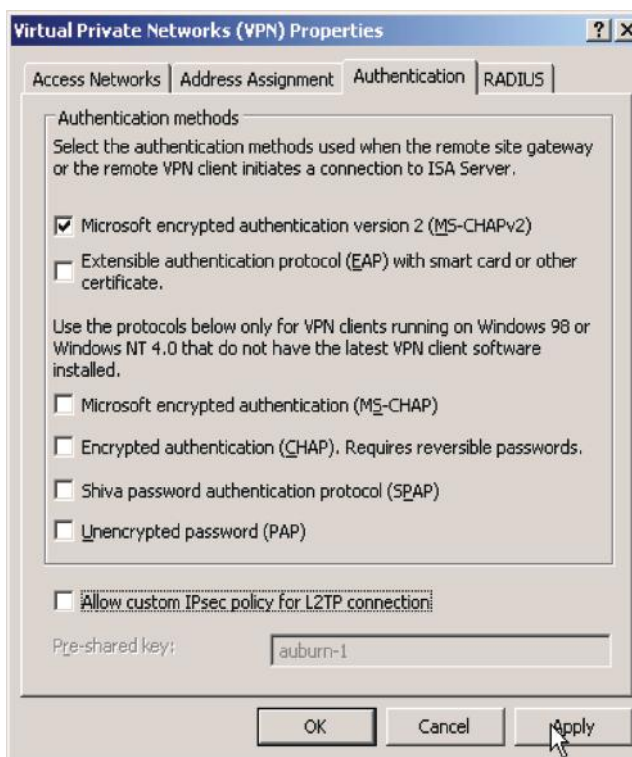 Virtual Private Networks (VPN) Properties ? X
Access Networks Address Assignment Authentication RADIUS
Authentication methods
Select the authentication methods used when the remote site gateway
or the remote VPN client initiates a connection to ISA Server.
Microsoft encrypted authentication version 2 (MS-CHAPv2)
Extensible authentication protocol (EAP) with smart card or other
certificate.
Use the protocols below only for VPN clients running on Windows 98 or
Windows NT 4.0 that do not have the latest VPN client software
installed.
Microsoft encrypted authentication (MS-CHAP)
Encrypted authentication (CHAP). Requires reversible passwords.
Shiva password authentication protocol (SPAP)
Unencrypted password (PAP)
Allow custom IPsec policy for L2TP connection
Pre-shared key: auburn-1
OK Cancel Apply